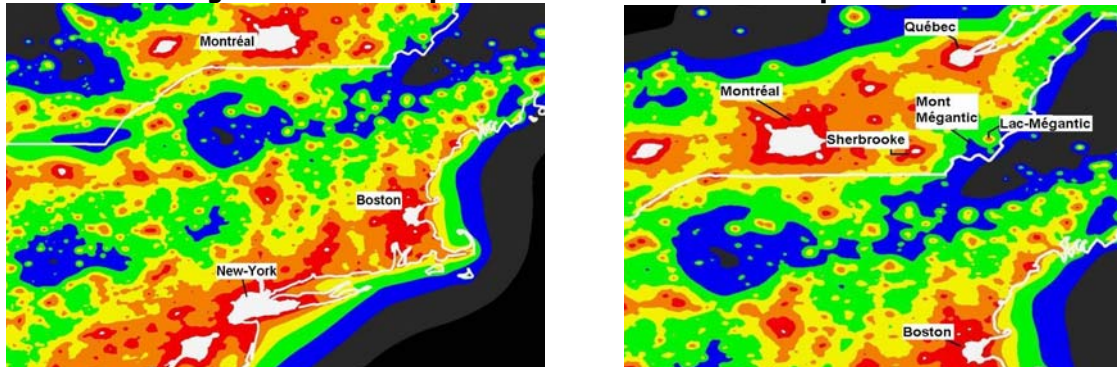 Montréal
Boston
New-York
Québec
Montréal
Mont
Mégantic
Lac-Mégantic
Sherbrooke
Boston